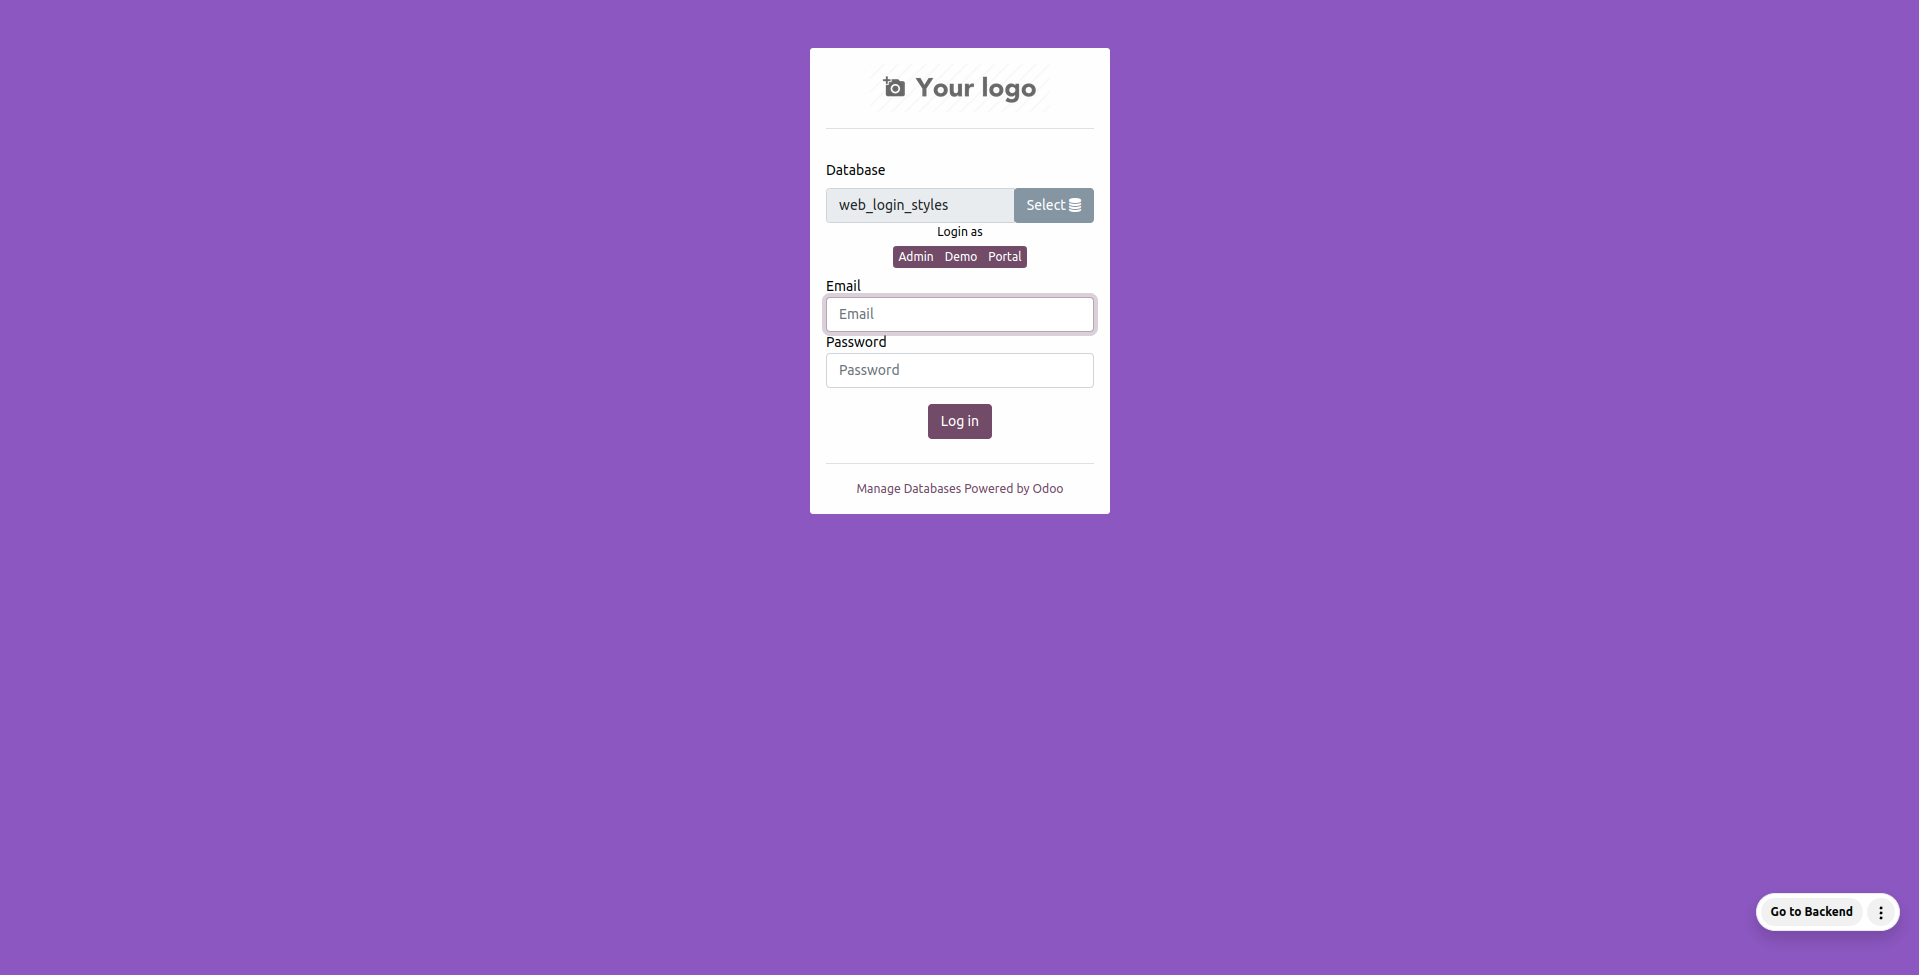 Your logo
Database
web_login_styles Select
Login as
Admin Demo Portal
Email
Email
Password
Password
Log in
Manage Databases Powered by Odoo
Go to Backend